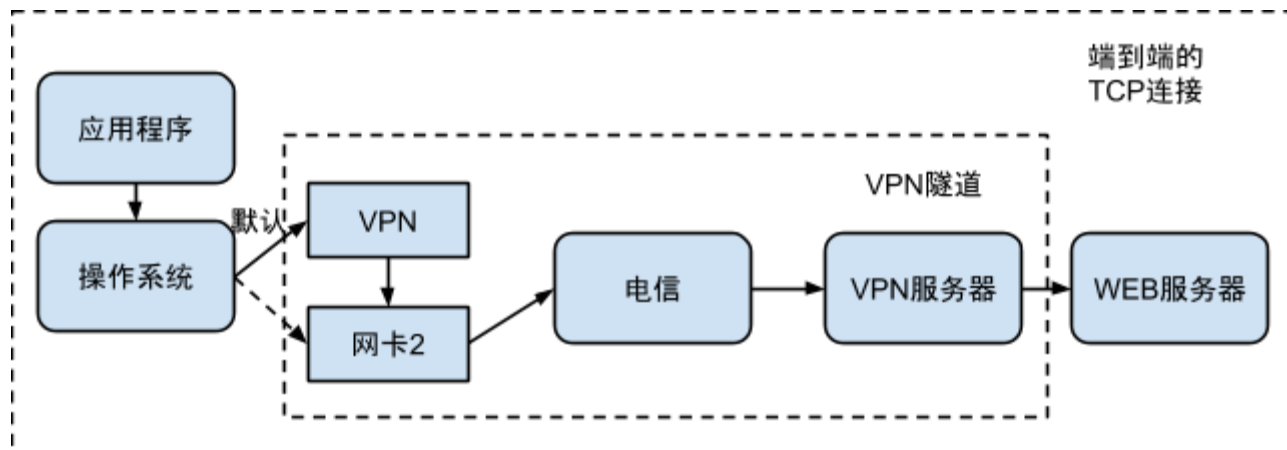 端到端的
TCP连接
应用程序
VPN隧道
默认
VPN
操作系统
电信
VPN服务器
WEB服务器
网卡2